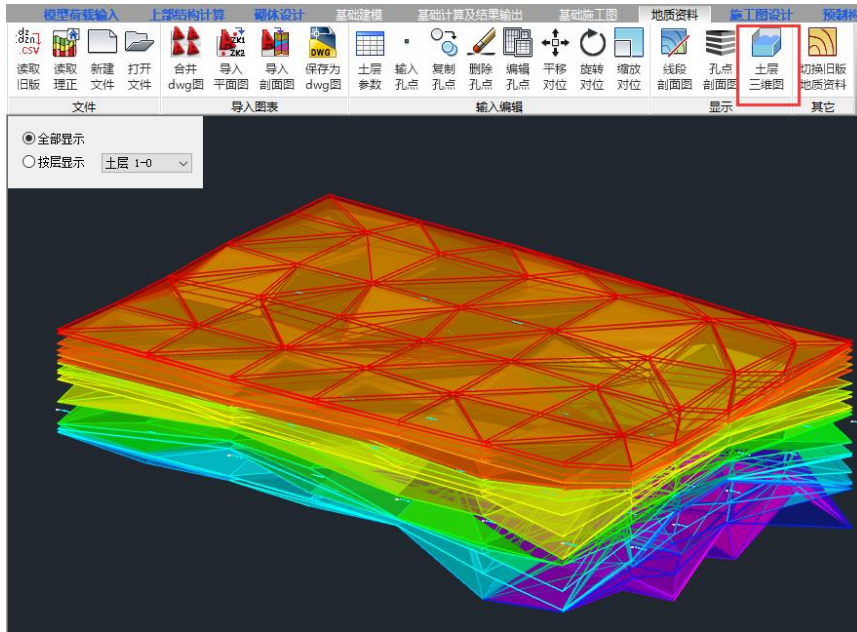 模型荷载输入 上部结构计算 砌体设计 基础建模 基础计算及结果输出 基础施工图 地质资料 施工图设计 预制
.dzn .CSV ZK1 ZK2 DWG
读取 读取 新建 打开 合并 导入 导入 保存为 土层 输入 复制 删除 编辑 平移 旋转 缩放 线段 孔点 土层 切换旧版
旧版 理正 文件 文件 dwg图 平面图 剖面图 dwg图 参数 孔点 孔点 孔点 孔点 对位 对位 对位 剖面图 剖面图 三维图 地质资料
文件 导入图表 输入编辑 显示 其它
全部显示
按层显示 土层 1-0